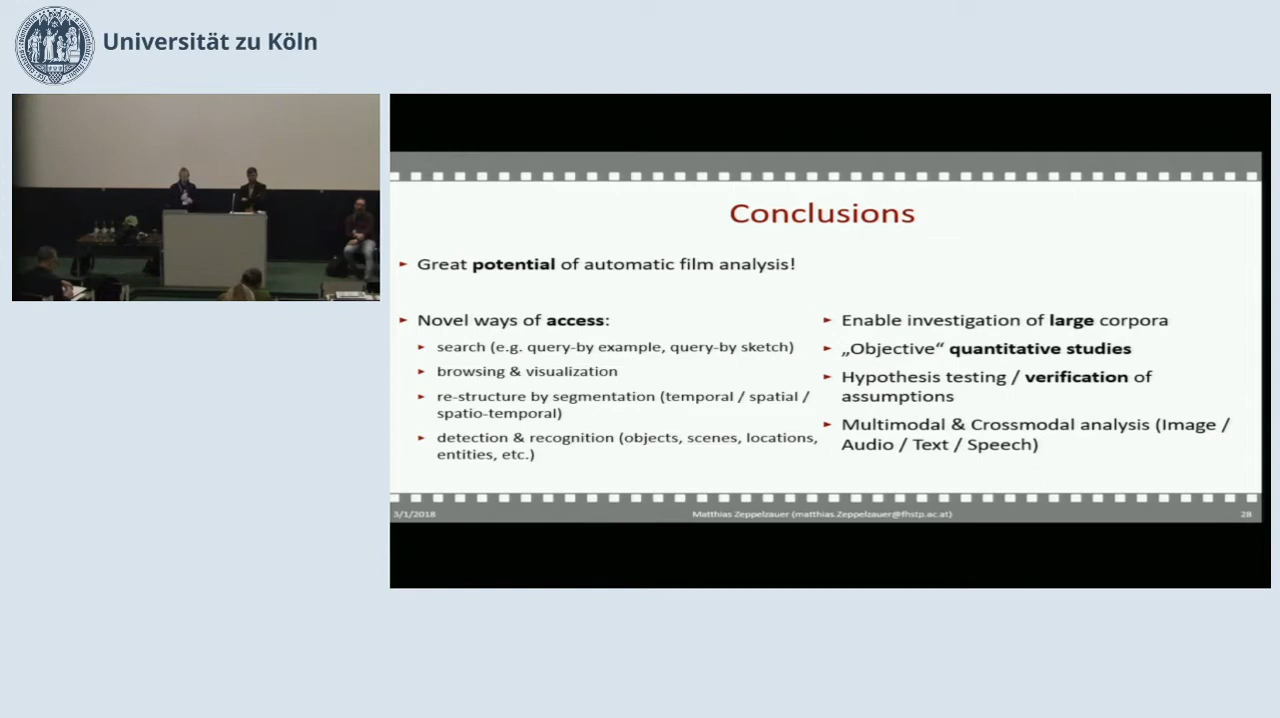 Universität zu Köln
Conclusions
Great potential of automatic film analysis!
Novel ways of access:
search (e.g. query-by example, query-by sketch)
browsing & visualization
re-structure by segmentation (temporal / spatial /
spatio-temporal)
detection & recognition (objects, scenes, locations,
entities, etc.)
Enable investigation of large corpora
„Objective“ quantitative studies
Hypothesis testing / verification of
assumptions
Multimodal & Crossmodal analysis (Image /
Audio / Text / Speech)
3/1/2018
Matthias Zeppelzauer (matthias.Zeppelzauer@fhstp.ac.at)
28